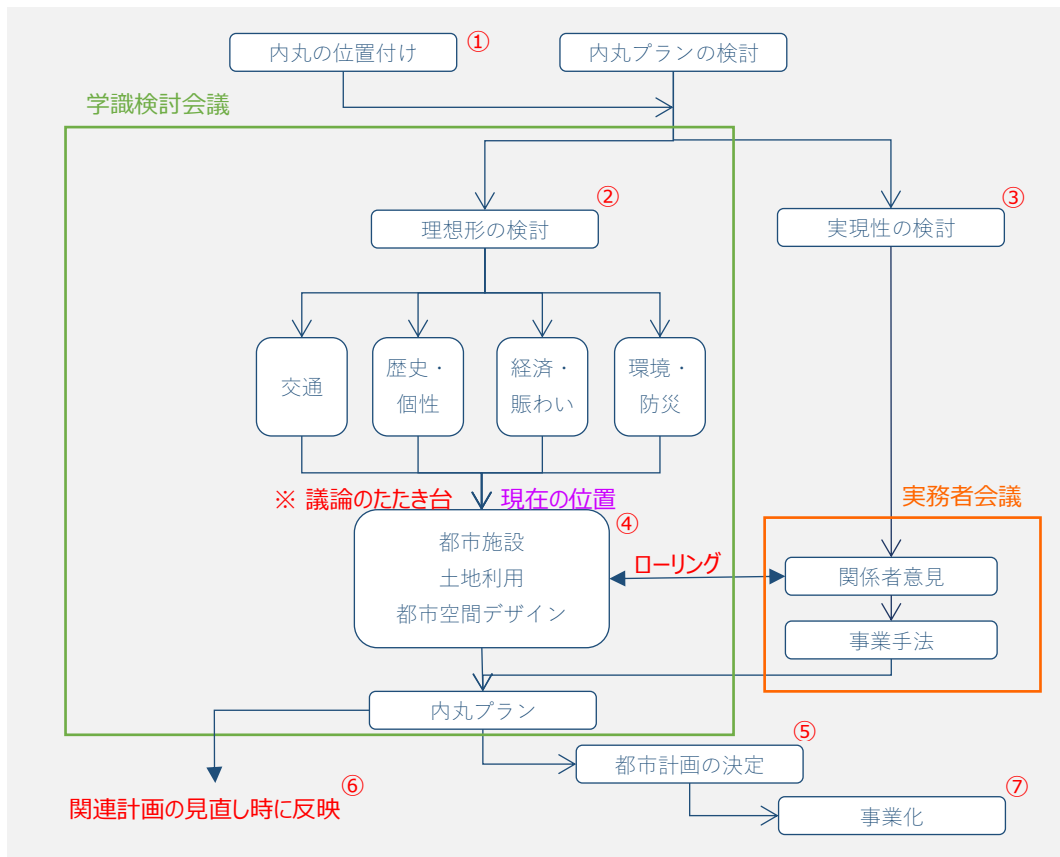 内丸の位置付け
①
内丸プランの検討
学識検討会議
②
理想形の検討
③
実現性の検討
交通
歴史・
個性
経済・
賑わい
環境・
防災
※ 議論のたたき台
現在の位置
実務者会議
④
都市施設
土地利用
都市空間デザイン
ローリング
関係者意見
事業手法
内丸プラン
⑤
都市計画の決定
⑥
関連計画の見直し時に反映
⑦
事業化